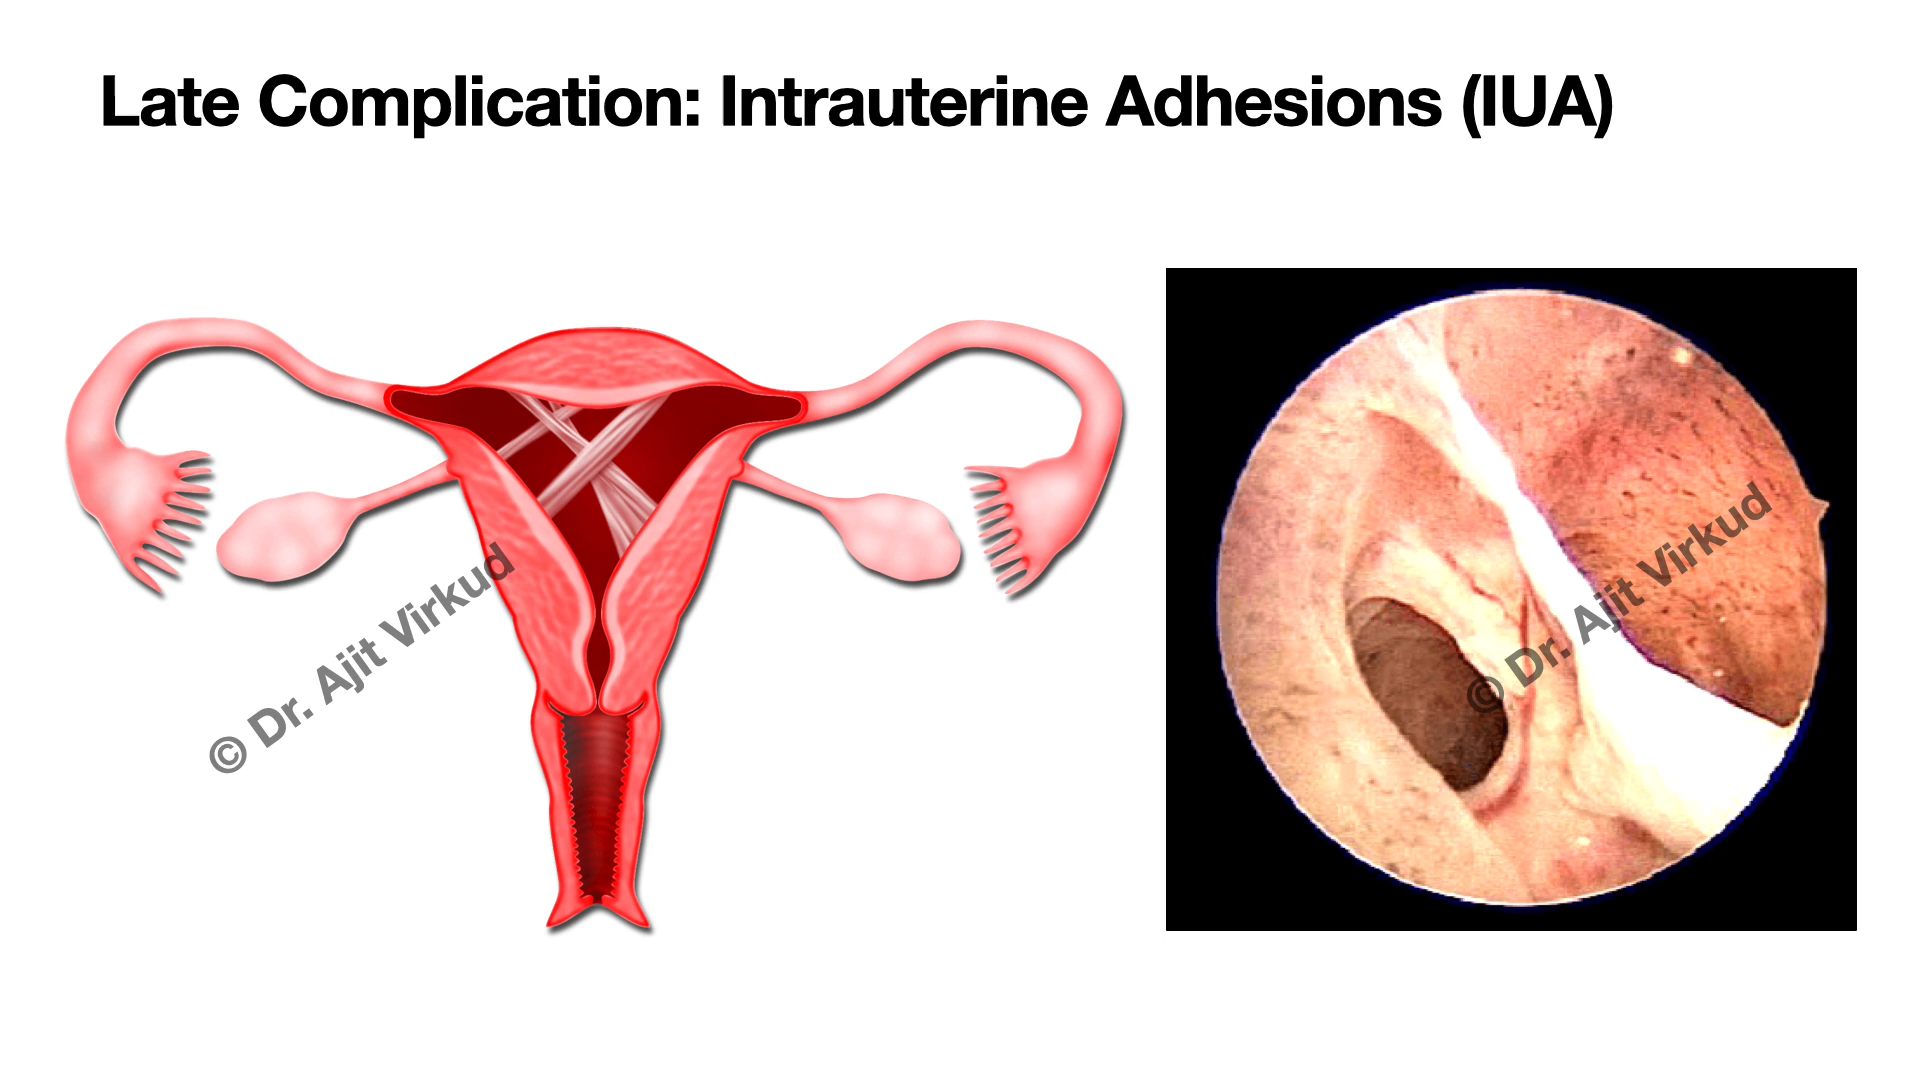 Late Complication: Intrauterine Adhesions (IUA)
© Dr. Ajit Virkud
© Dr. Ajit Virkud